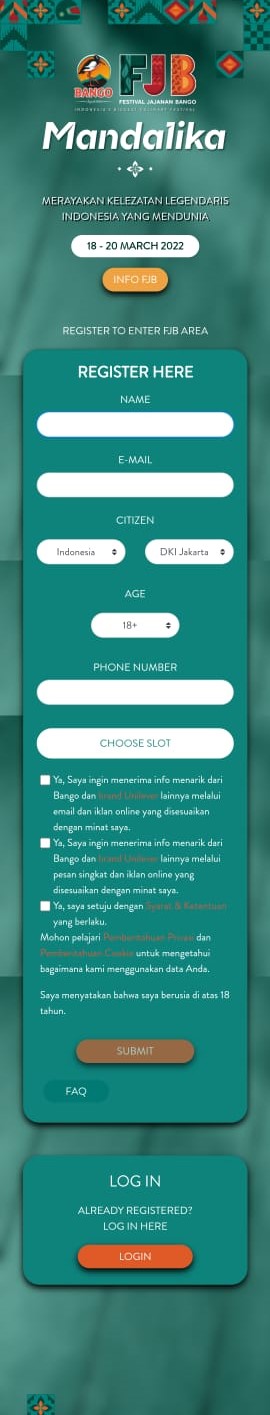 BANGO
FJB
FESTIVAL JAJANAN BANGO
Mandalika
MERAYAKAN KELEZATAN LEGENDARIS
INDONESIA YANG MENDUNIA
18 - 20 MARCH 2022
INFO FJB
REGISTER TO ENTER FJB AREA
REGISTER HERE
NAME
E-MAIL
CITIZEN
Indonesia DKI Jakarta
AGE
18+
PHONE NUMBER
CHOOSE SLOT
Ya, Saya ingin menerima info menarik dari
Bango dan brand Unilever lainnya melalui
email dan iklan online yang disesuaikan
dengan minat saya.
Ya, Saya ingin menerima info menarik dari
Bango dan brand Unilever lainnya melalui
pesan singkat dan iklan online yang
disesuaikan dengan minat saya.
Ya, saya setuju dengan Syarat & Ketentuan
yang berlaku.
Mohon pelajari Pemberitahuan Privasi dan
Pemberitahuan Cookie untuk mengetahui
bagaimana kami menggunakan data Anda.
Saya menyatakan bahwa saya berusia di atas 18
tahun.
SUBMIT
FAQ
LOG IN
ALREADY REGISTERED?
LOG IN HERE
LOGIN